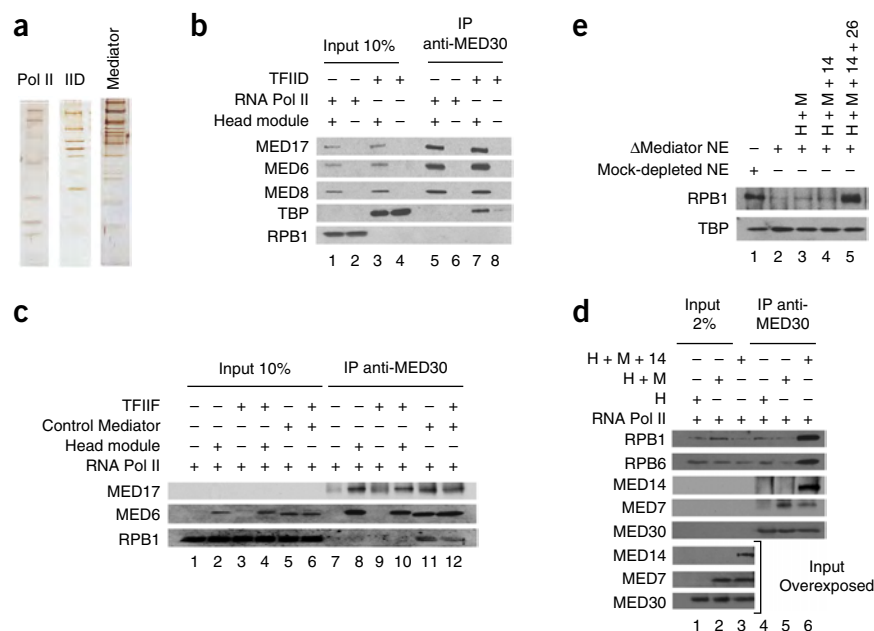 a
Pol II IID Mediator
b
Input 10% IP anti-MED30
TFIID – – + + – – + –
RNA Pol II + + – – + + – –
Head module + – + – + – + –
MED17
MED6
MED8
TBP
RPB1
1 2 3 4 5 6 7 8
e
H + M
H + M + 14
H + M + 14 + 26
ΔMediator NE – + + + +
Mock-depleted NE + – – – –
RPB1
TBP
1 2 3 4 5
c
Input 10% IP anti-MED30
TFIIF – – + + – + – – + + – +
Control Mediator – – – – + + – – – – + +
Head module – + – + – – – + – + – –
RNA Pol II + + + + + + + + + + + +
MED17
MED6
RPB1
1 2 3 4 5 6 7 8 9 10 11 12
d
Input 2% IP anti-MED30
H + M + 14 – – + – – +
H + M – + – – + –
H + – – + – –
RNA Pol II + + + + + +
RPB1
RPB6
MED14
MED7
MED30
MED14
MED7
MED30
Input
Overexposed
1 2 3 4 5 6